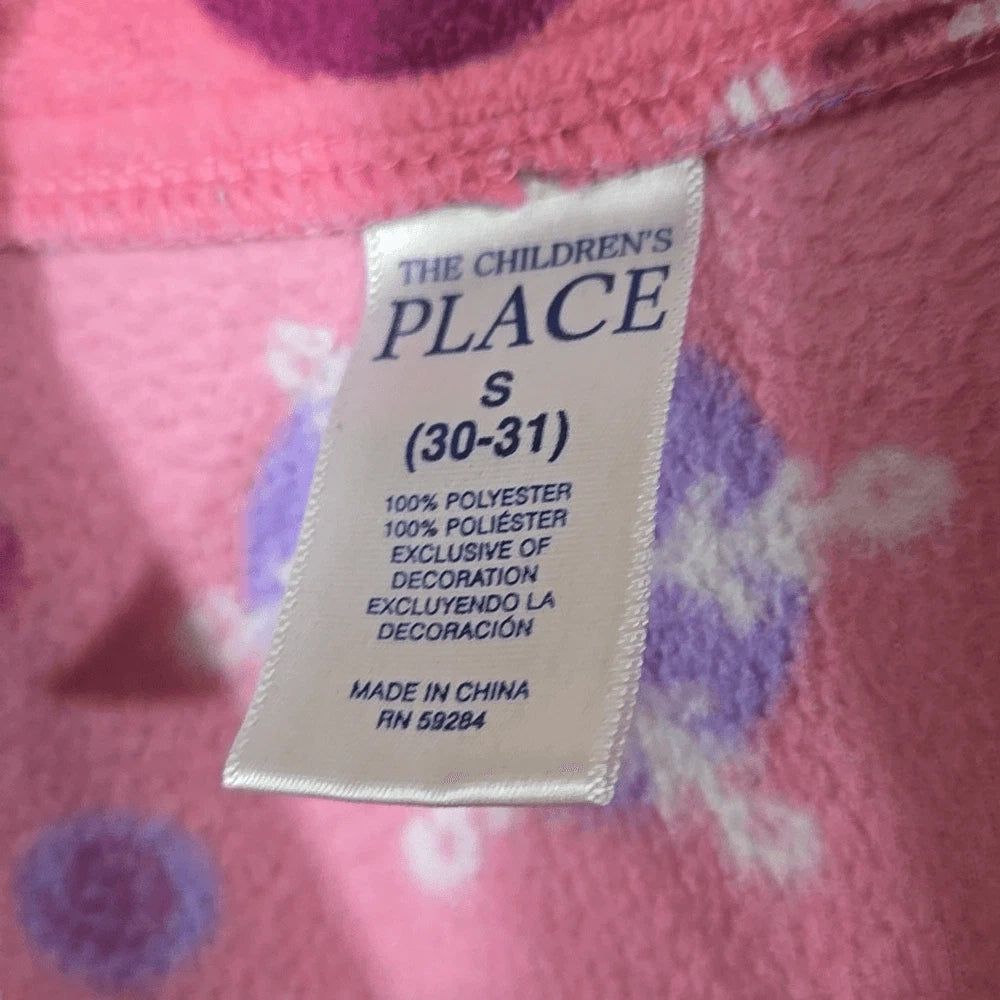 THE CHILDREN'S
PLACE
S
(30-31)
100% POLYESTER
100% POLIÉSTER
EXCLUSIVE OF
DECORATION
EXCLUYENDO LA
DECORACIÓN
MADE IN CHINA
RN 59284